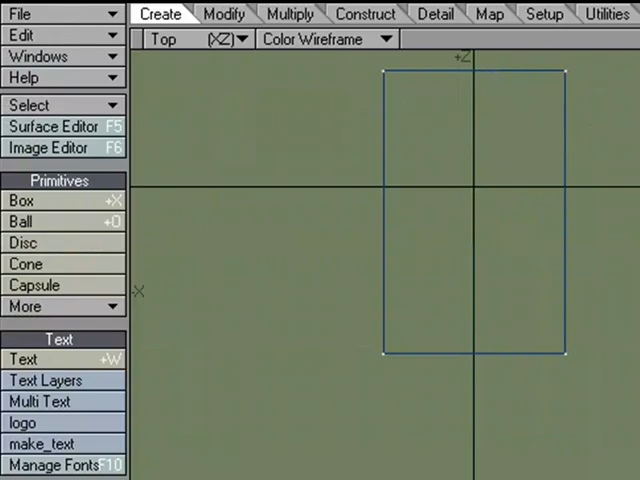 File
Create
Modify
Multiply
Construct
Detail
Map
Setup
Utilities
Edit
Top (XZ)
Color Wireframe
Windows
+Z
Help
Select
Surface Editor F5
Image Editor F6
Primitives
Box +X
Ball +O
Disc
Cone
Capsule
-X
More
Text
Text +W
Text Layers
Multi Text
logo
make_text
Manage Fonts F10